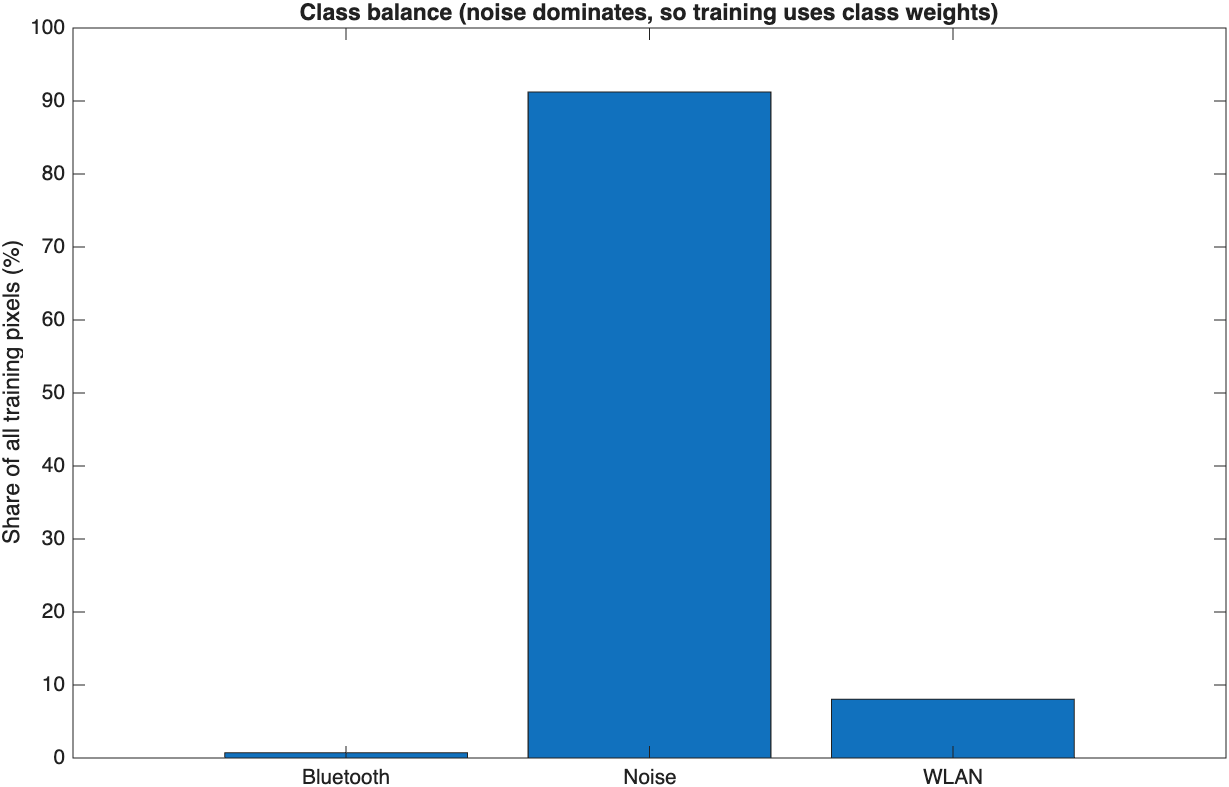 Class balance (noise dominates, so training uses class weights)
Share of all training pixels (%)
100
90
80
70
60
50
40
30
20
10
0
Bluetooth
Noise
WLAN